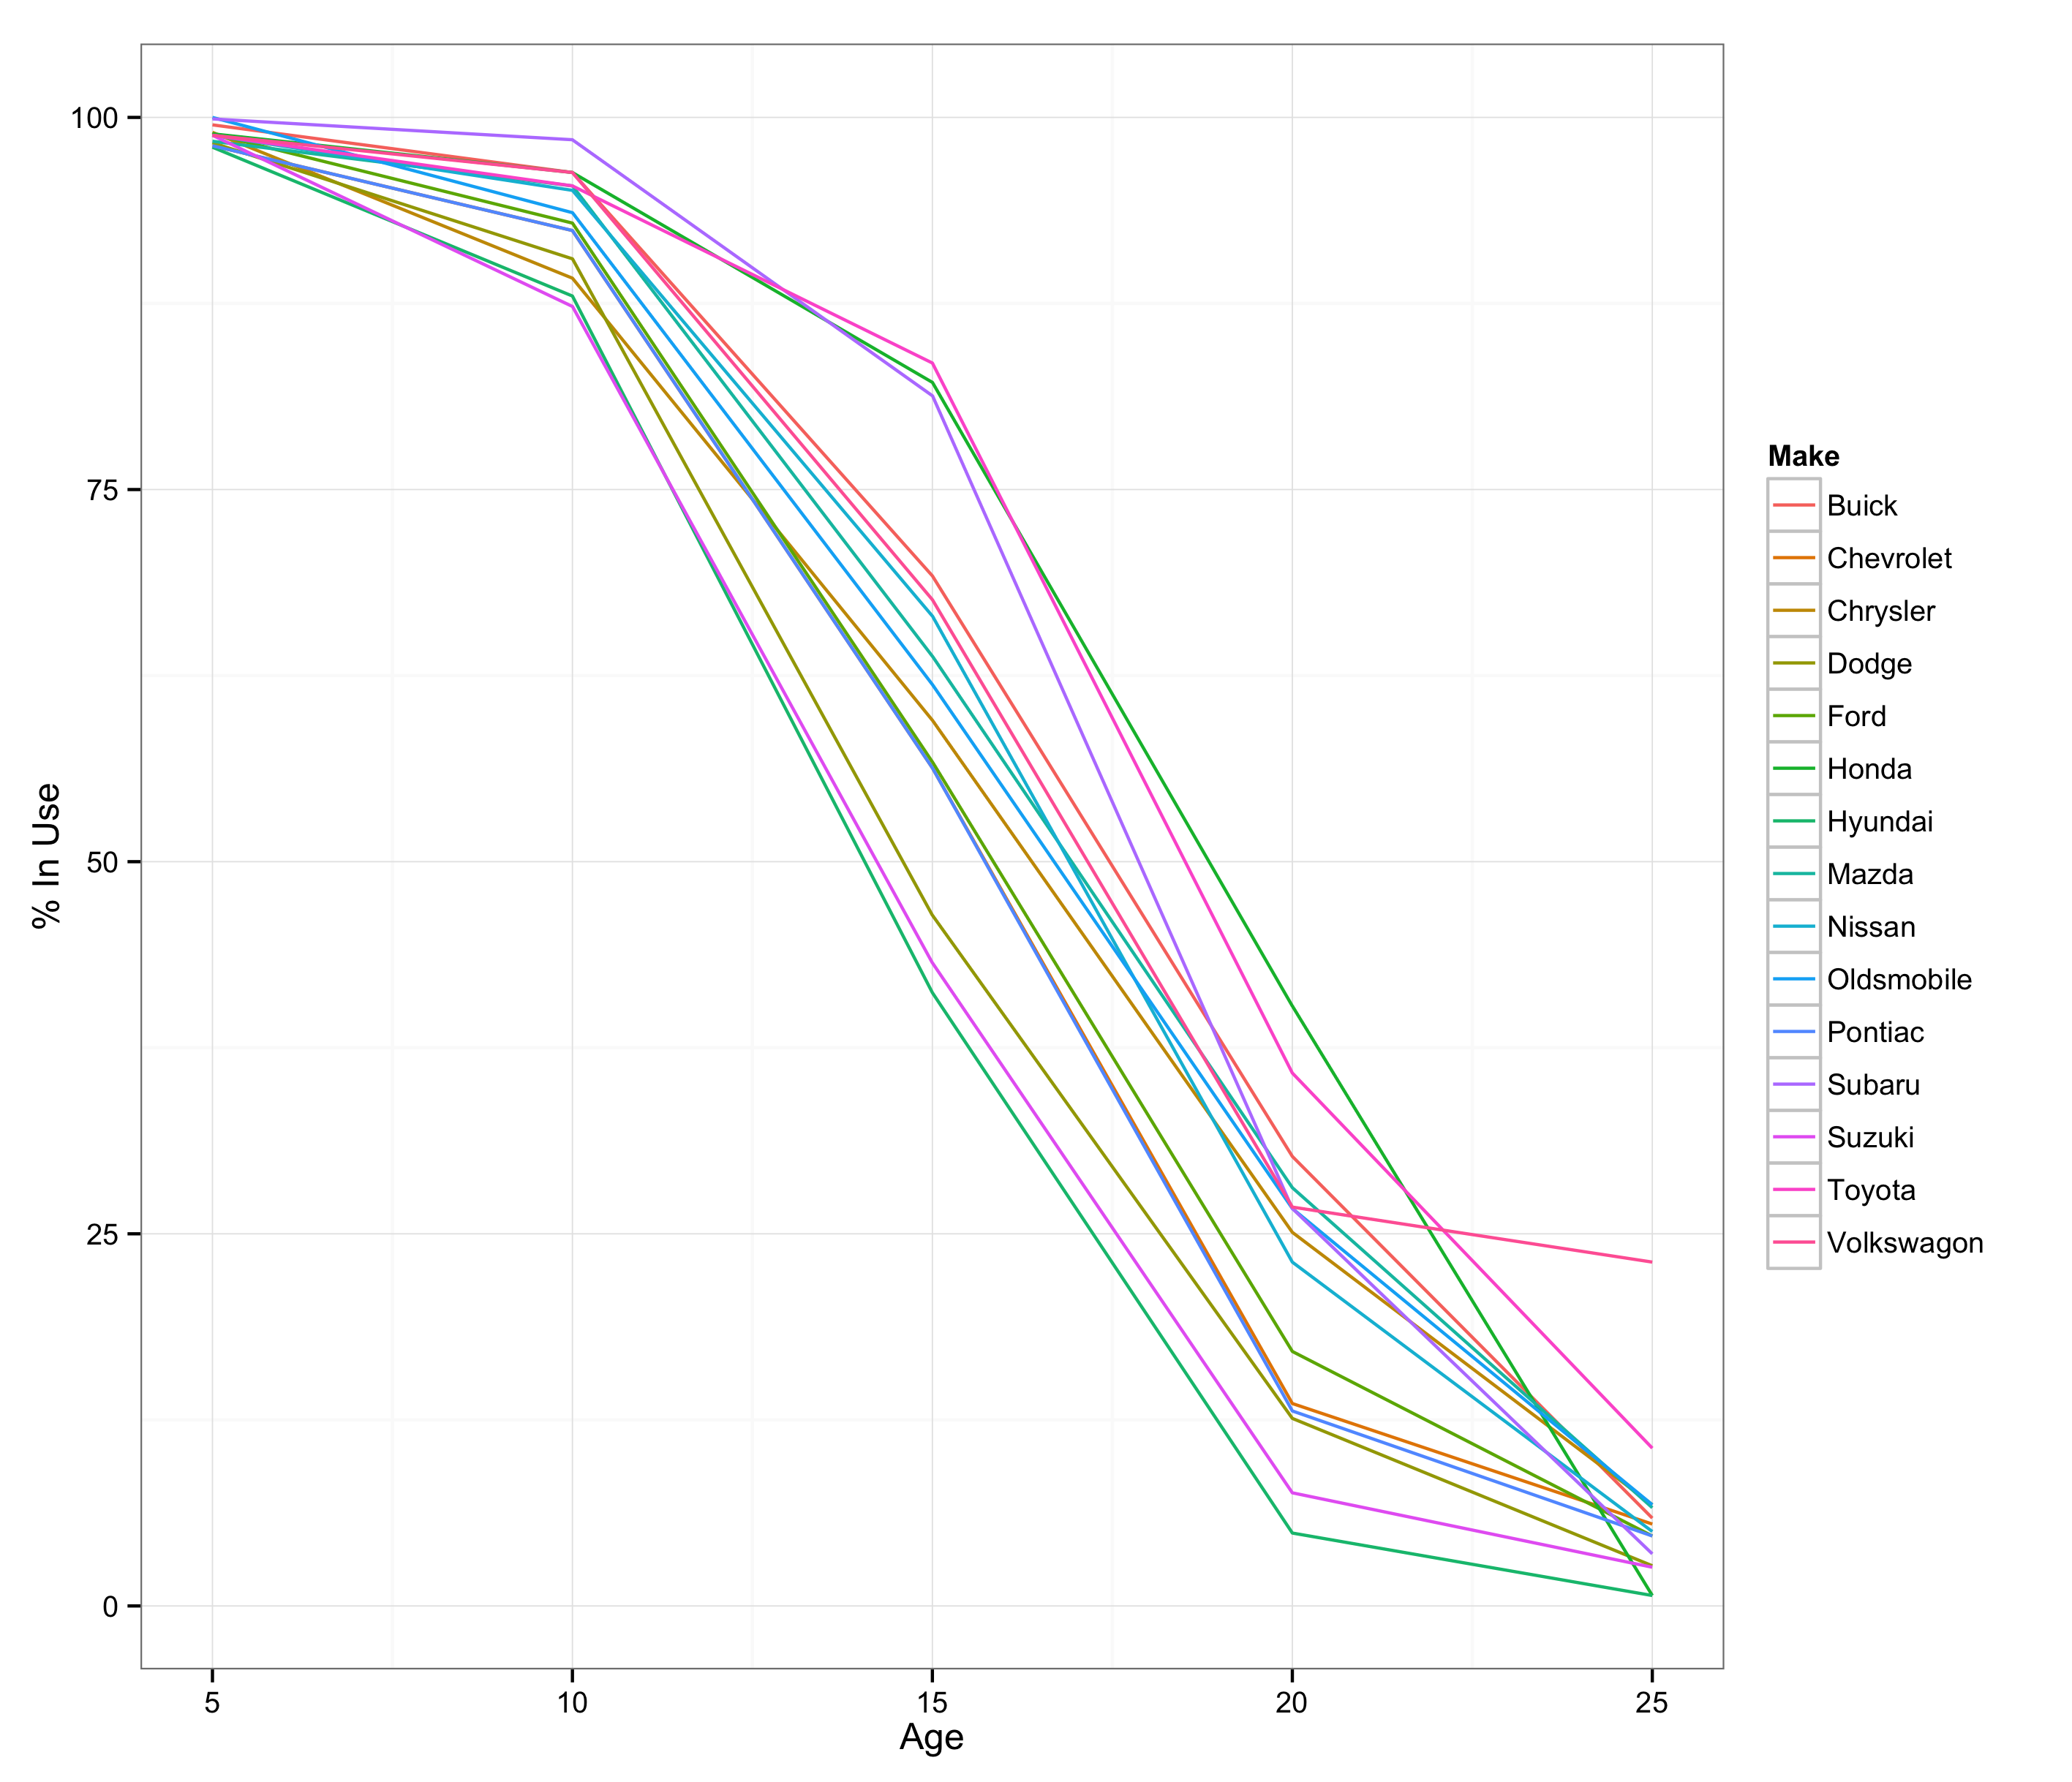 100
75
50
25
0
% In Use
5 10 15 20 25
Age
Make
Buick
Chevrolet
Chrysler
Dodge
Ford
Honda
Hyundai
Mazda
Nissan
Oldsmobile
Pontiac
Subaru
Suzuki
Toyota
Volkswagon